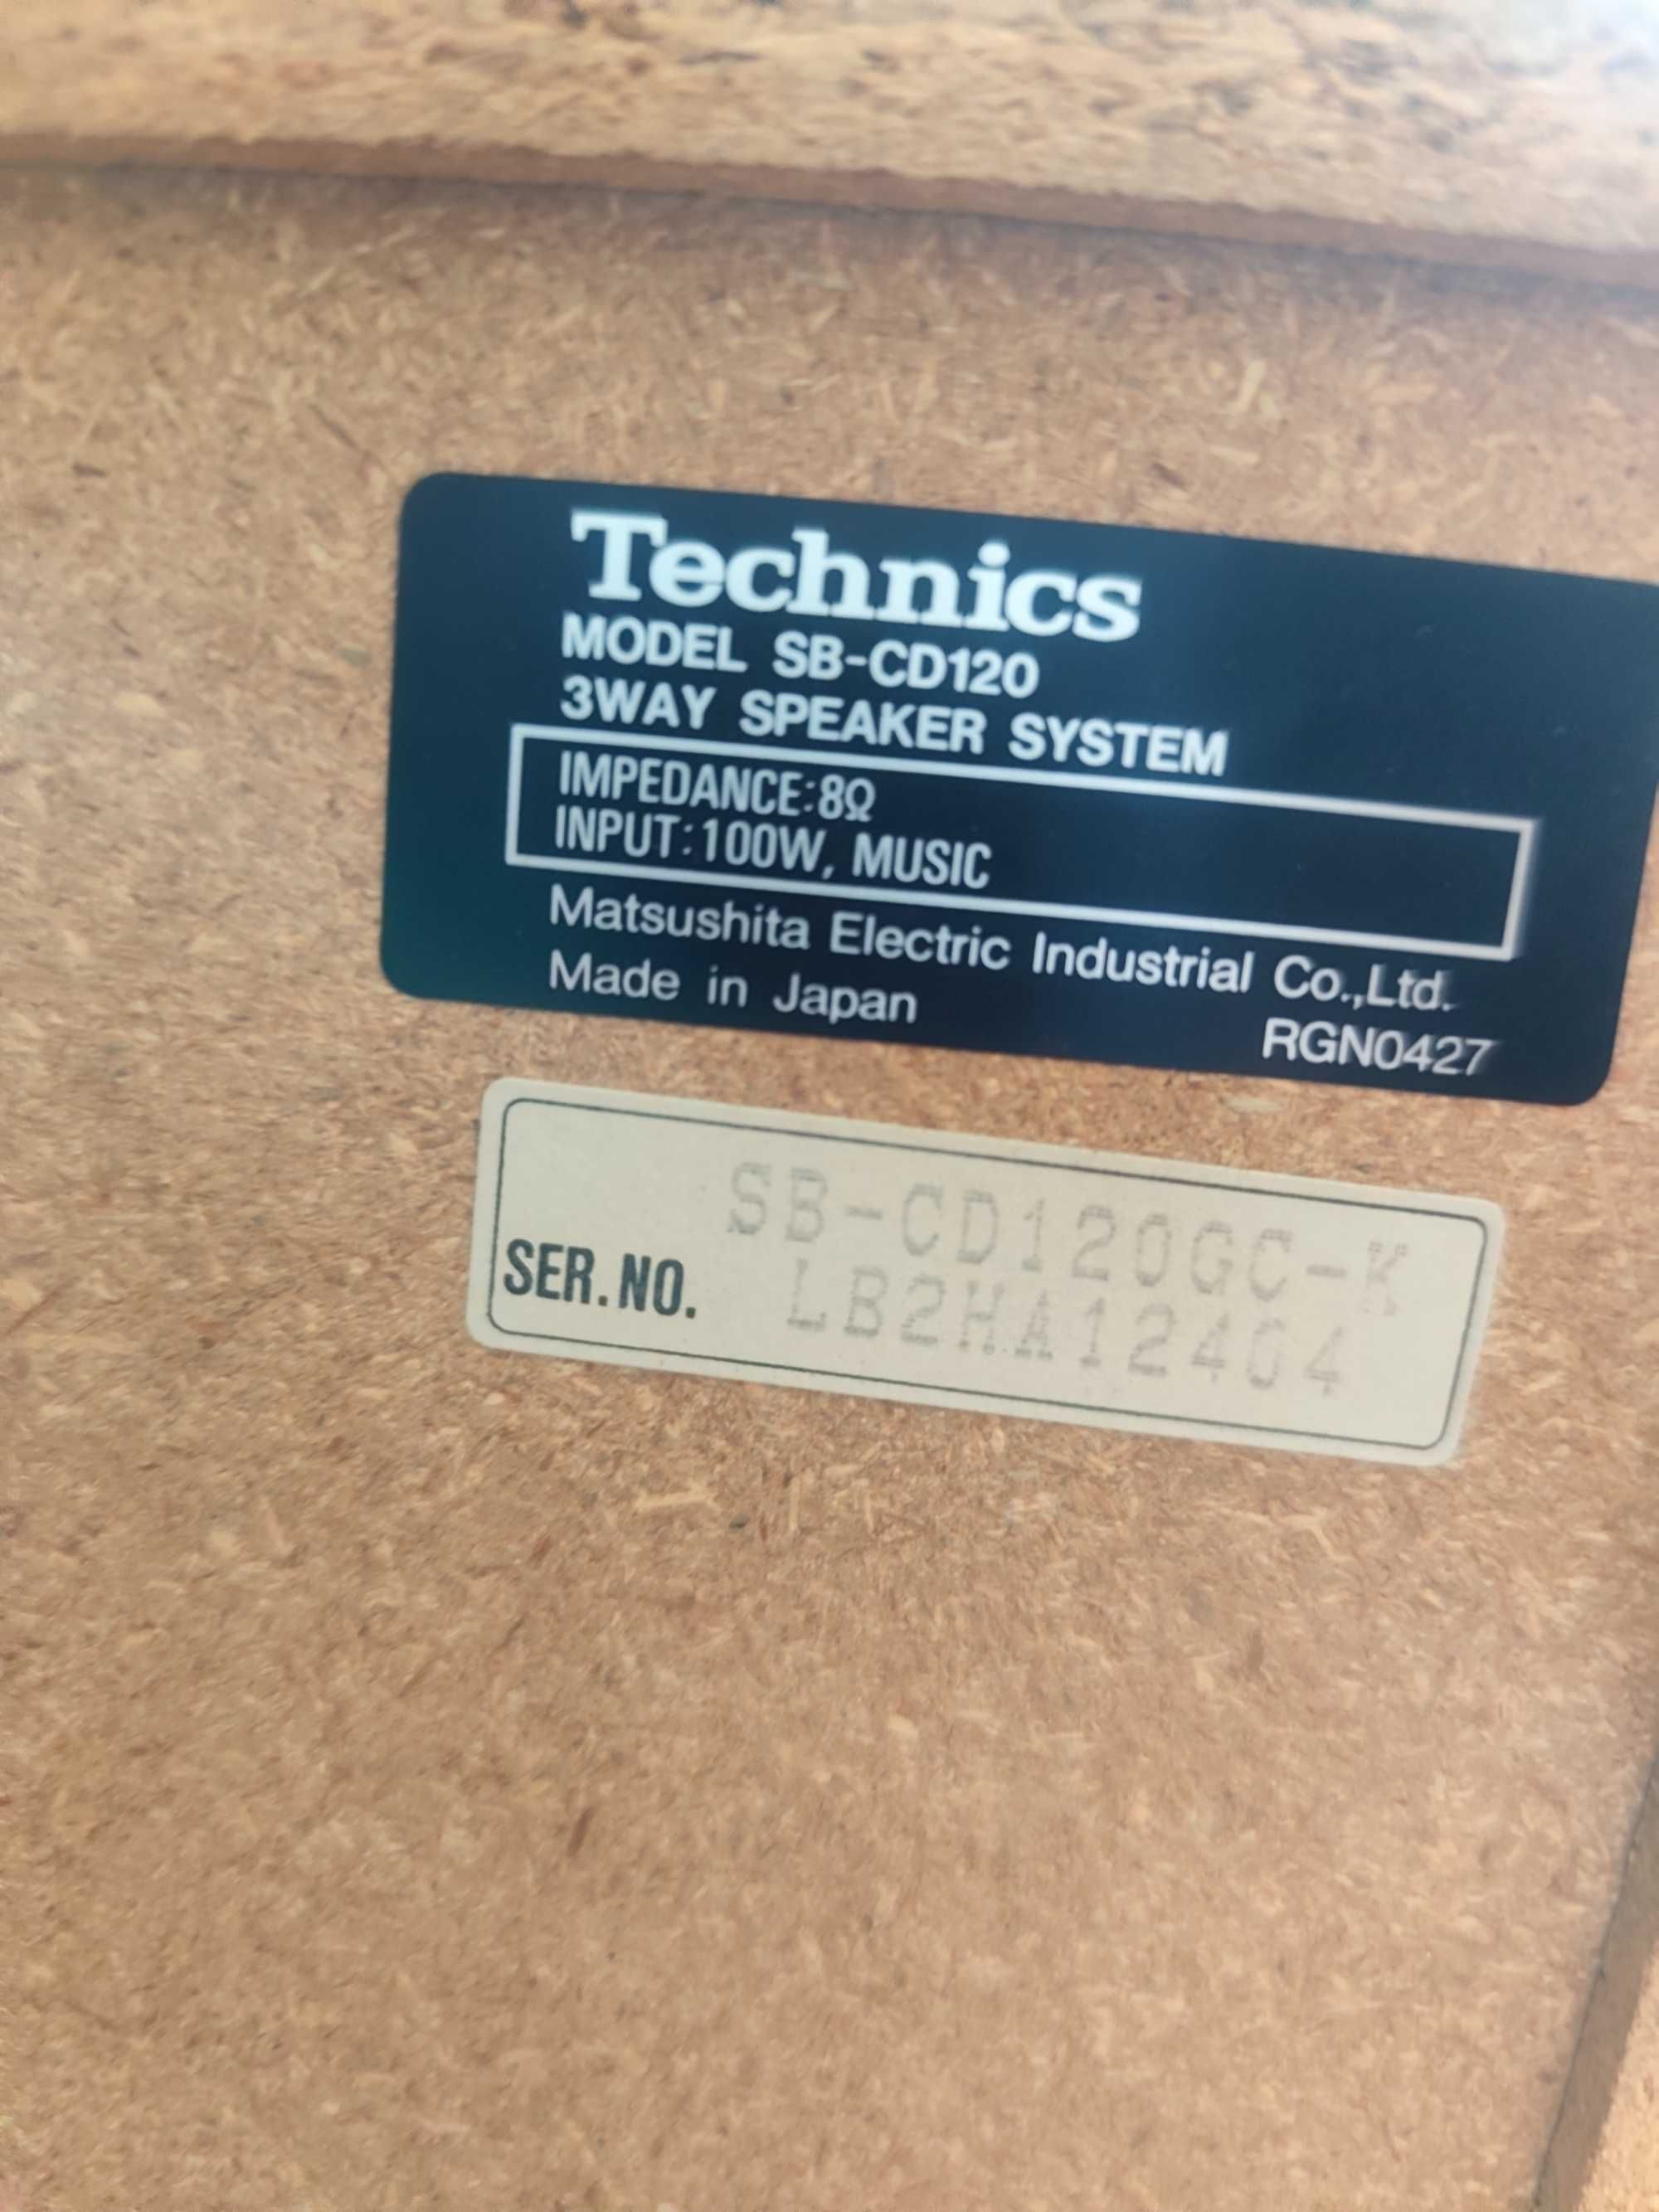 Technics
MODEL SB-CD120
3WAY SPEAKER SYSTEM
IMPEDANCE:8Ω
INPUT:100W, MUSIC
Matsushita Electric Industrial Co.,Ltd.
Made in Japan
RGN0427
SB-CD120GC-K
SER.NO.